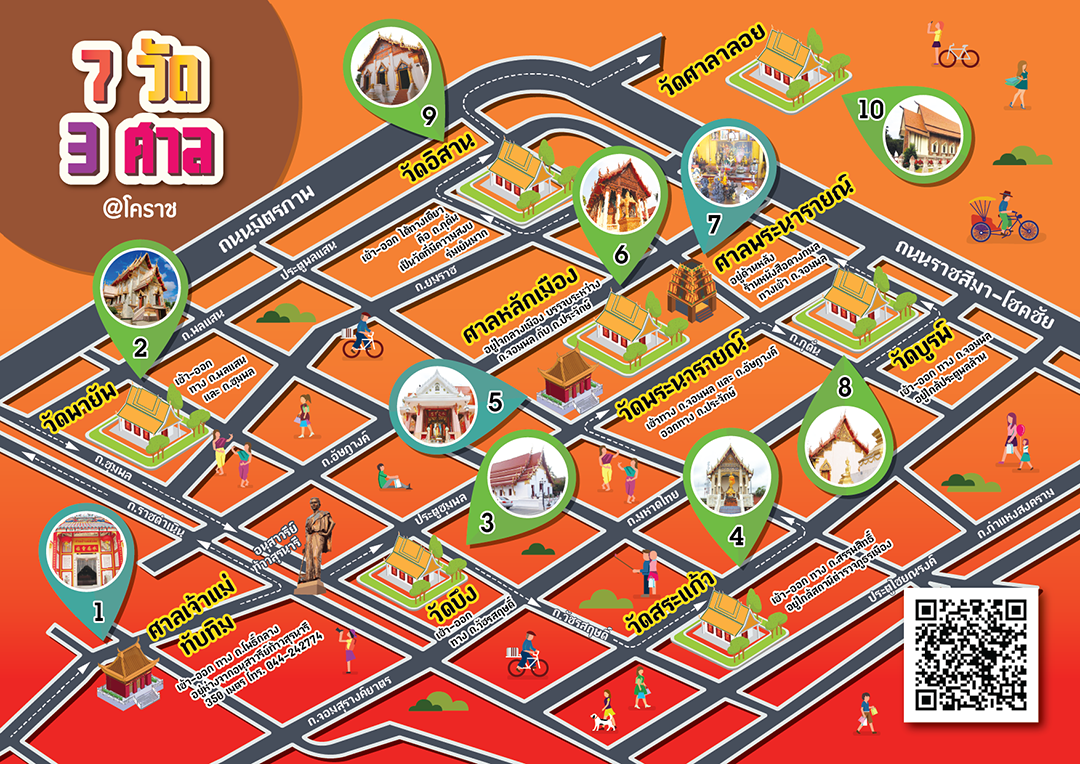 7 วัด
3 ศาล
@โคราช
9
วัดอิสาน
เข้า-ออก ได้ทางเดียว
คือ ถ.กุดั่น
เป็นวัดที่มีความสงบ
ร่มเย็นมาก
วัดศาลาลอย
10
ถนนมิตรภาพ
ประตูพลแสน
ถ.ยมราช
6
7
ศาลพระนารายณ์
อยู่ด้านหลัง
ร้านหนังสือดวงกมล
ทางเข้า ถ.จอมพล
ถนนราชสีมา-โชคชัย
2
วัดพายัพ
เข้า-ออก
ทาง ถ.พลแสน
และ ถ.ชุมพล
ถ.พลแสน
ศาลหลักเมือง
อยู่ใจกลางเมือง บรรจบระหว่าง
ถ.จอมพล กับ ถ.ประจักษ์
ถ.กุดั่น
วัดบูรพ์
เข้า-ออก ทาง ถ.จอมพล
อยู่ใกล้ประตูพลล้าน
5
วัดพระนารายณ์
เข้าทาง ถ.จอมพล และ ถ.อัษฎางค์
ออกทาง ถ.ประจักษ์
8
ถ.ชุมพล
ถ.อัษฎางค์
ถ.ราชดำเนิน
ประตูชุมพล
3
ถ.มหาดไทย
4
ถ.กำแหงสงคราม
อนุสาวรีย์
ท้าวสุรนารี
1
ศาลเจ้าแม่
ทับทิม
เข้า-ออก ทาง ถ.โพธิ์กลาง
อยู่ห่างจากอนุสาวรีย์ท้าวสุรนารี
350 เมตร โทร. 044-242774
วัดบึง
เข้า-ออก
ทาง ถ.วัชรสฤษดิ์
ถ.วัชรสฤษดิ์
วัดสระแก้ว
เข้า-ออก ทาง ถ.สรรพสิทธิ์
อยู่ใกล้สถานีตำรวจภูธรเมือง
ประตูไชยณรงค์
ถ.จอมสุรางค์ยาตร